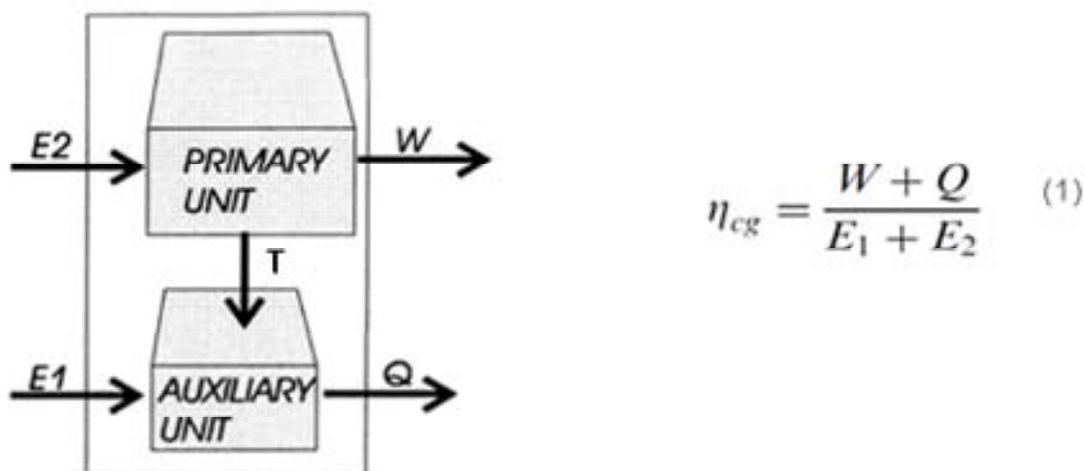 E2
PRIMARY
UNIT
W
T
E1
AUXILIARY
UNIT
Q
η_cg = (W + Q) / (E_1 + E_2) (1)